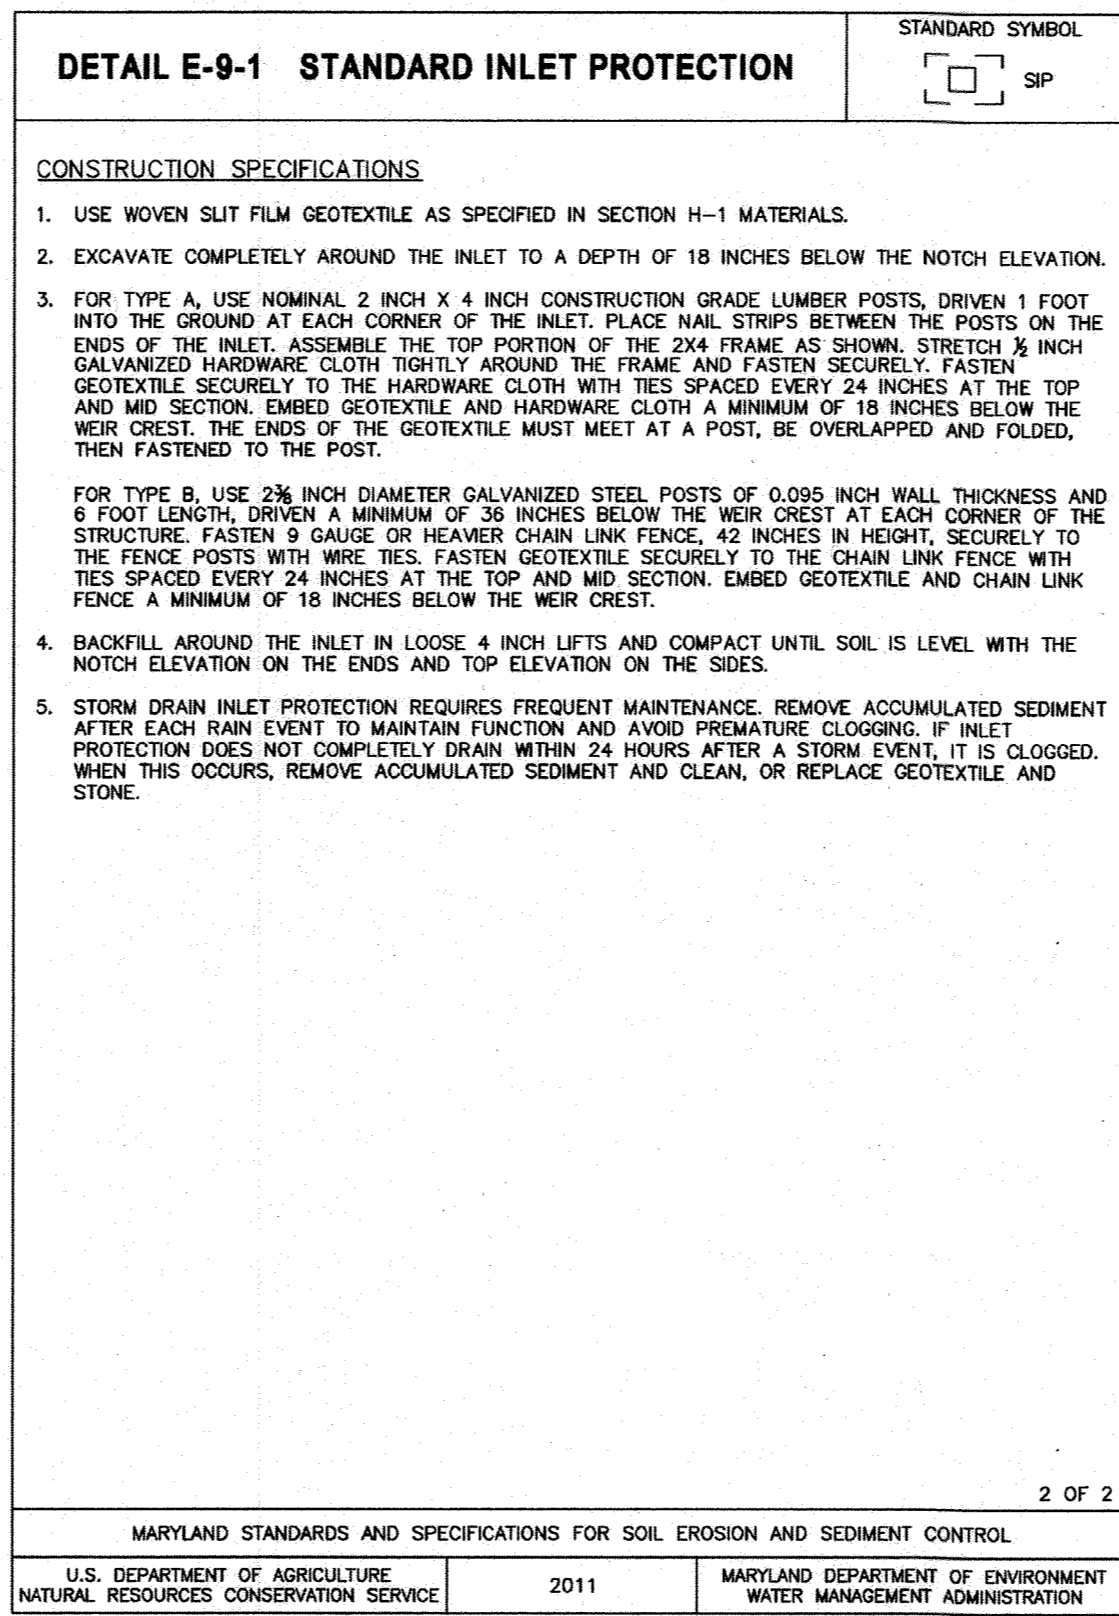 DETAIL E-9-1 STANDARD INLET PROTECTION
STANDARD SYMBOL
SIP
CONSTRUCTION SPECIFICATIONS
1. USE WOVEN SLIT FILM GEOTEXTILE AS SPECIFIED IN SECTION H-1 MATERIALS.
2. EXCAVATE COMPLETELY AROUND THE INLET TO A DEPTH OF 18 INCHES BELOW THE NOTCH ELEVATION.
3. FOR TYPE A, USE NOMINAL 2 INCH X 4 INCH CONSTRUCTION GRADE LUMBER POSTS, DRIVEN 1 FOOT
INTO THE GROUND AT EACH CORNER OF THE INLET. PLACE NAIL STRIPS BETWEEN THE POSTS ON THE
ENDS OF THE INLET. ASSEMBLE THE TOP PORTION OF THE 2X4 FRAME AS SHOWN. STRETCH ½ INCH
GALVANIZED HARDWARE CLOTH TIGHTLY AROUND THE FRAME AND FASTEN SECURELY. FASTEN
GEOTEXTILE SECURELY TO THE HARDWARE CLOTH WITH TIES SPACED EVERY 24 INCHES AT THE TOP
AND MID SECTION. EMBED GEOTEXTILE AND HARDWARE CLOTH A MINIMUM OF 18 INCHES BELOW THE
WEIR CREST. THE ENDS OF THE GEOTEXTILE MUST MEET AT A POST, BE OVERLAPPED AND FOLDED,
THEN FASTENED TO THE POST.
FOR TYPE B, USE 2⅜ INCH DIAMETER GALVANIZED STEEL POSTS OF 0.095 INCH WALL THICKNESS AND
6 FOOT LENGTH, DRIVEN A MINIMUM OF 36 INCHES BELOW THE WEIR CREST AT EACH CORNER OF THE
STRUCTURE. FASTEN 9 GAUGE OR HEAVIER CHAIN LINK FENCE, 42 INCHES IN HEIGHT, SECURELY TO
THE FENCE POSTS WITH WIRE TIES. FASTEN GEOTEXTILE SECURELY TO THE CHAIN LINK FENCE WITH
TIES SPACED EVERY 24 INCHES AT THE TOP AND MID SECTION. EMBED GEOTEXTILE AND CHAIN LINK
FENCE A MINIMUM OF 18 INCHES BELOW THE WEIR CREST.
4. BACKFILL AROUND THE INLET IN LOOSE 4 INCH LIFTS AND COMPACT UNTIL SOIL IS LEVEL WITH THE
NOTCH ELEVATION ON THE ENDS AND TOP ELEVATION ON THE SIDES.
5. STORM DRAIN INLET PROTECTION REQUIRES FREQUENT MAINTENANCE. REMOVE ACCUMULATED SEDIMENT
AFTER EACH RAIN EVENT TO MAINTAIN FUNCTION AND AVOID PREMATURE CLOGGING. IF INLET
PROTECTION DOES NOT COMPLETELY DRAIN WITHIN 24 HOURS AFTER A STORM EVENT, IT IS CLOGGED.
WHEN THIS OCCURS, REMOVE ACCUMULATED SEDIMENT AND CLEAN, OR REPLACE GEOTEXTILE AND
STONE.
2 OF 2
MARYLAND STANDARDS AND SPECIFICATIONS FOR SOIL EROSION AND SEDIMENT CONTROL
U.S. DEPARTMENT OF AGRICULTURE
NATURAL RESOURCES CONSERVATION SERVICE
2011
MARYLAND DEPARTMENT OF ENVIRONMENT
WATER MANAGEMENT ADMINISTRATION